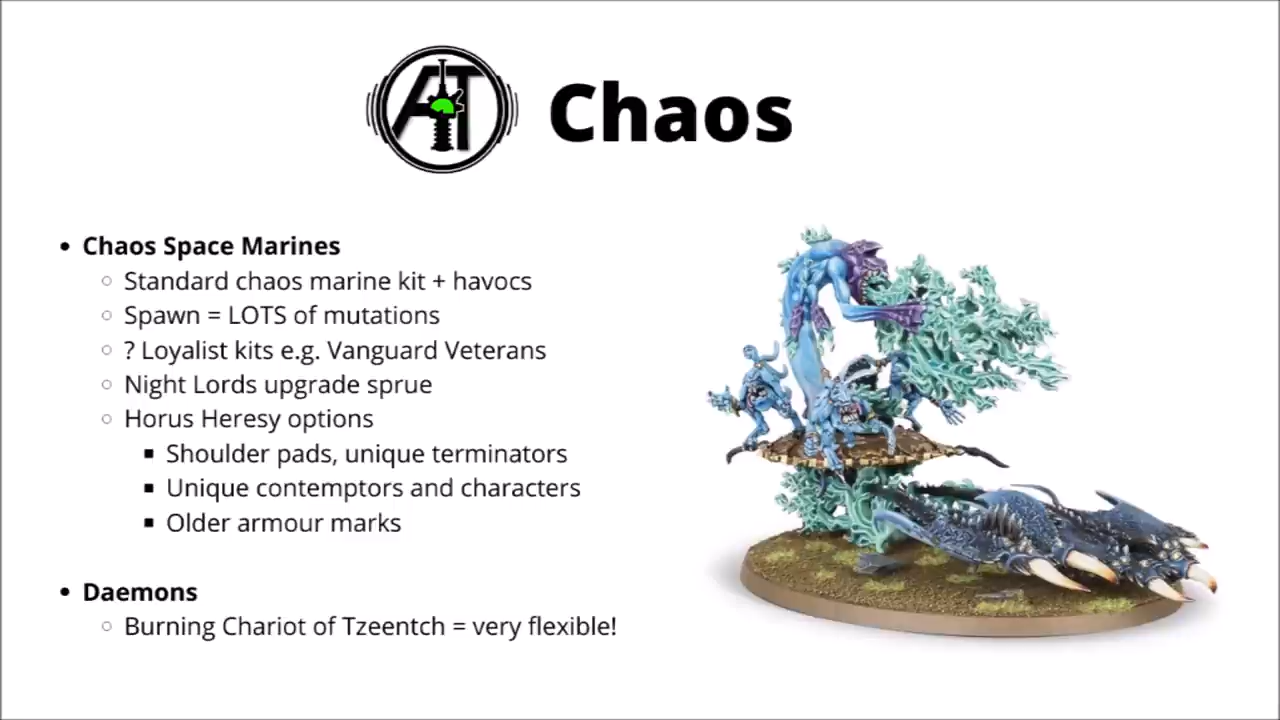 AT
Chaos
Chaos Space Marines
Standard chaos marine kit + havocs
Spawn = LOTS of mutations
? Loyalist kits e.g. Vanguard Veterans
Night Lords upgrade sprue
Horus Heresy options
Shoulder pads, unique terminators
Unique contemptors and characters
Older armour marks
Daemons
Burning Chariot of Tzeentch = very flexible!